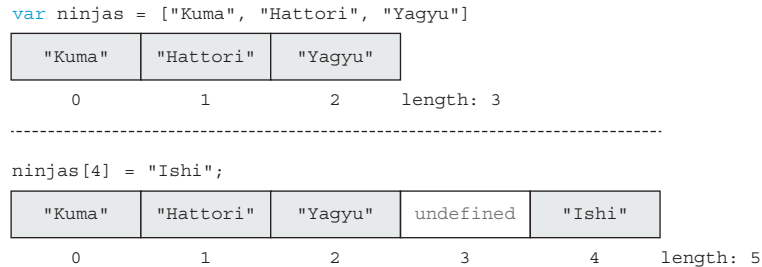 var ninjas = ["Kuma", "Hattori", "Yagyu"]
"Kuma" "Hattori" "Yagyu"
0 1 2 length: 3
ninjas[4] = "Ishi";
"Kuma" "Hattori" "Yagyu" undefined "Ishi"
0 1 2 3 4 length: 5